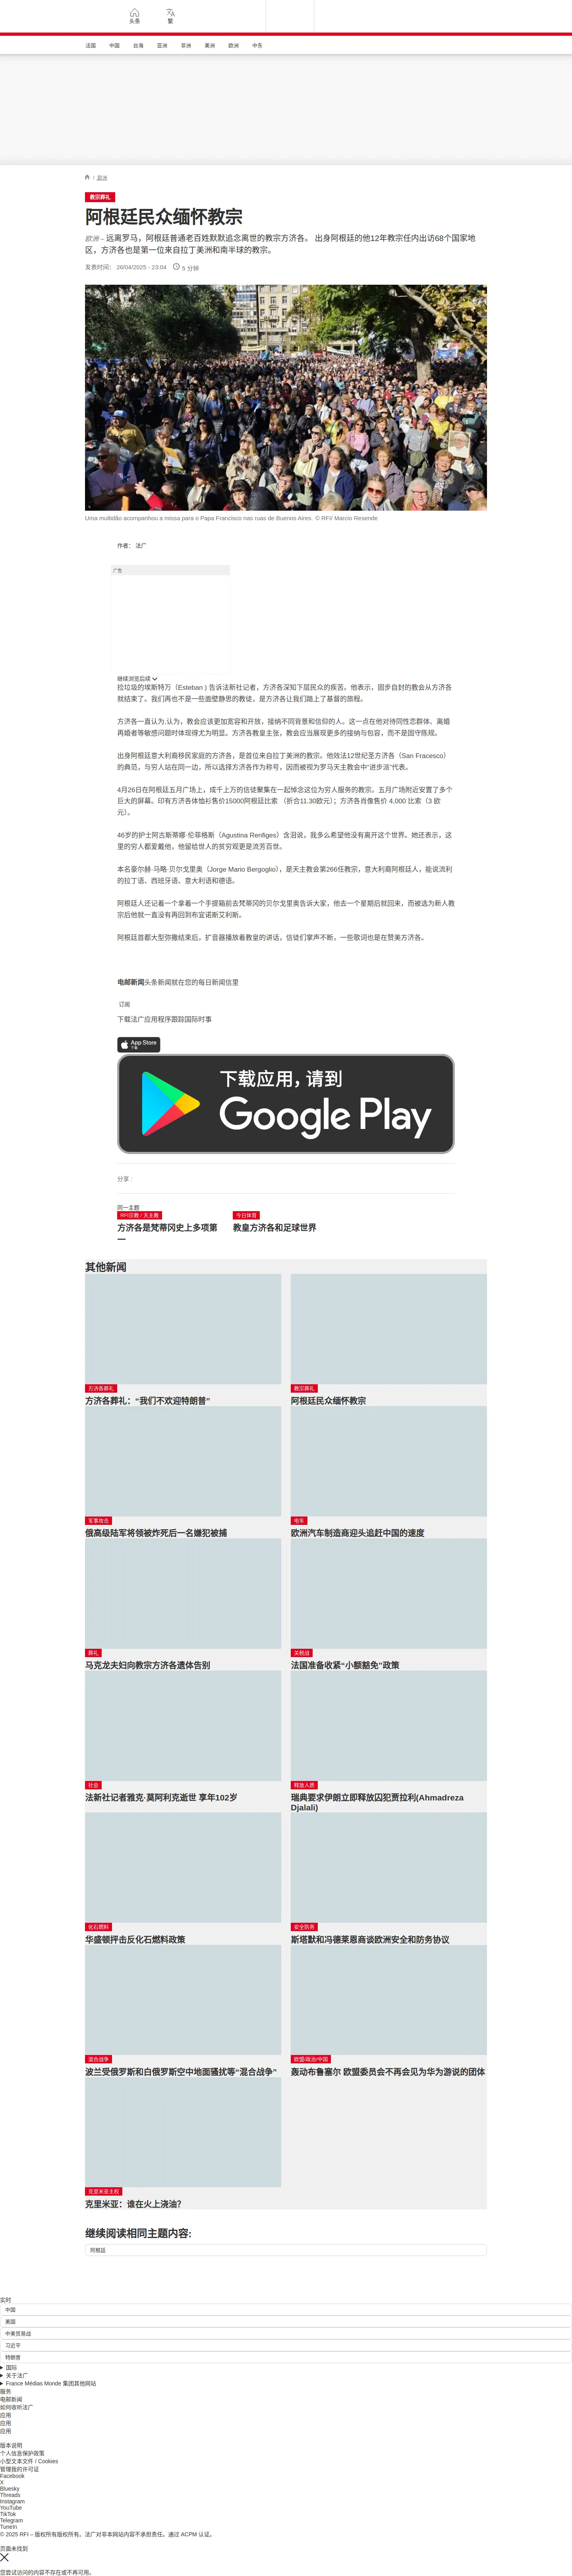 头条
繁
法国 中国 台海 亚洲 非洲 美洲 欧洲 中东
/ 欧洲
教宗葬礼
阿根廷民众缅怀教宗
欧洲 – 远离罗马，阿根廷普通老百姓默默追念离世的教宗方济各。 出身阿根廷的他12年教宗任内出访68个国家地
区，方济各也是第一位来自拉丁美洲和南半球的教宗。
发表时间： 26/04/2025 - 23:04 5 分钟
Uma multidão acompanhou a missa para o Papa Francisco nas ruas de Buenos Aires. © RFI/ Marcio Resende
作者： 法广
广告
继续浏览后续
捡垃圾的埃斯特万（Esteban ) 告诉法新社记者，方济各深知下层民众的疾苦。他表示，固步自封的教会从方济各
就结束了。我们再也不是一些面壁静思的教徒，是方济各让我们踏上了基督的旅程。
方济各一直认为,认为，教会应该更加宽容和开放，接纳不同背景和信仰的人。这一点在他对待同性恋群体、离婚
再婚者等敏感问题时体现得尤为明显。方济各教皇主张，教会应当展现更多的接纳与包容，而不是固守陈规。
出身阿根廷意大利裔移民家庭的方济各，是首位来自拉丁美洲的教宗。他效法12世纪圣方济各（San Fracesco）
的典范，与穷人站在同一边，所以选择方济各作为称号，因而被视为罗马天主教会中“进步派”代表。
4月26日在阿根廷五月广场上，成千上万的信徒聚集在一起悼念这位为穷人服务的教宗。五月广场附近安置了多个
巨大的屏幕。印有方济各体恤衫售价15000阿根廷比索 （折合11.30欧元）；方济各肖像售价 4,000 比索（3 欧
元）。
46岁的护士阿古斯蒂娜·伦菲格斯（Agustina Renfiges）含泪说，我多么希望他没有离开这个世界。她还表示，这
里的穷人都爱戴他，他留给世人的贫穷观更是流芳百世。
本名豪尔赫·马略·贝尔戈里奥（Jorge Mario Bergoglio），是天主教会第266任教宗，意大利裔阿根廷人，能说流利
的拉丁语、西班牙语、意大利语和德语。
阿根廷人还记着一个拿着一个手提箱前去梵蒂冈的贝尔戈里奥告诉大家，他去一个星期后就回来，而被选为新人教
宗后他就一直没有再回到布宜诺斯艾利斯。
阿根廷首都大型弥撒结束后，扩音器播放着教皇的讲话，信徒们掌声不断，一些歌词也是在赞美方济各。
电邮新闻头条新闻就在您的每日新闻信里
订阅
下载法广应用程序跟踪国际时事
App Store
下载
下载应用，请到
Google Play
分享 :
同一主题
RFI宗教 / 天主教
方济各是梵蒂冈史上多项第
一
今日体育
教皇方济各和足球世界
其他新闻
方济各葬礼
方济各葬礼：“我们不欢迎特朗普”
教宗葬礼
阿根廷民众缅怀教宗
军事攻击
俄高级陆军将领被炸死后一名嫌犯被捕
电车
欧洲汽车制造商迎头追赶中国的速度
葬礼
马克龙夫妇向教宗方济各遗体告别
关税战
法国准备收紧“小额豁免”政策
社会
法新社记者雅克·莫阿利克逝世 享年102岁
释放人质
瑞典要求伊朗立即释放囚犯贾拉利(Ahmadreza
Djalali)
化石燃料
华盛顿抨击反化石燃料政策
安全防务
斯塔默和冯德莱恩商谈欧洲安全和防务协议
混合战争
波兰受俄罗斯和白俄罗斯空中地面骚扰等“混合战争”
欧盟/政治/中国
轰动布鲁塞尔 欧盟委员会不再会见为华为游说的团体
克里米亚主权
克里米亚：谁在火上浇油？
继续阅读相同主题内容:
阿根廷
实时
中国
美国
中美贸易战
习近平
特朗普
国际
关于法广
France Médias Monde 集团其他网站
服务
电邮新闻
如何收听法广
应用
应用
应用
版本说明
个人信息保护政策
小型文本文件 / Cookies
管理我的许可证
Facebook
X
Bluesky
Threads
Instagram
YouTube
TikTok
Telegram
TuneIn
© 2025 RFI – 版权所有版权所有。法广对非本网站内容不承担责任。通过 ACPM 认证。
页面未找到
您尝试访问的内容不存在或不再可用。